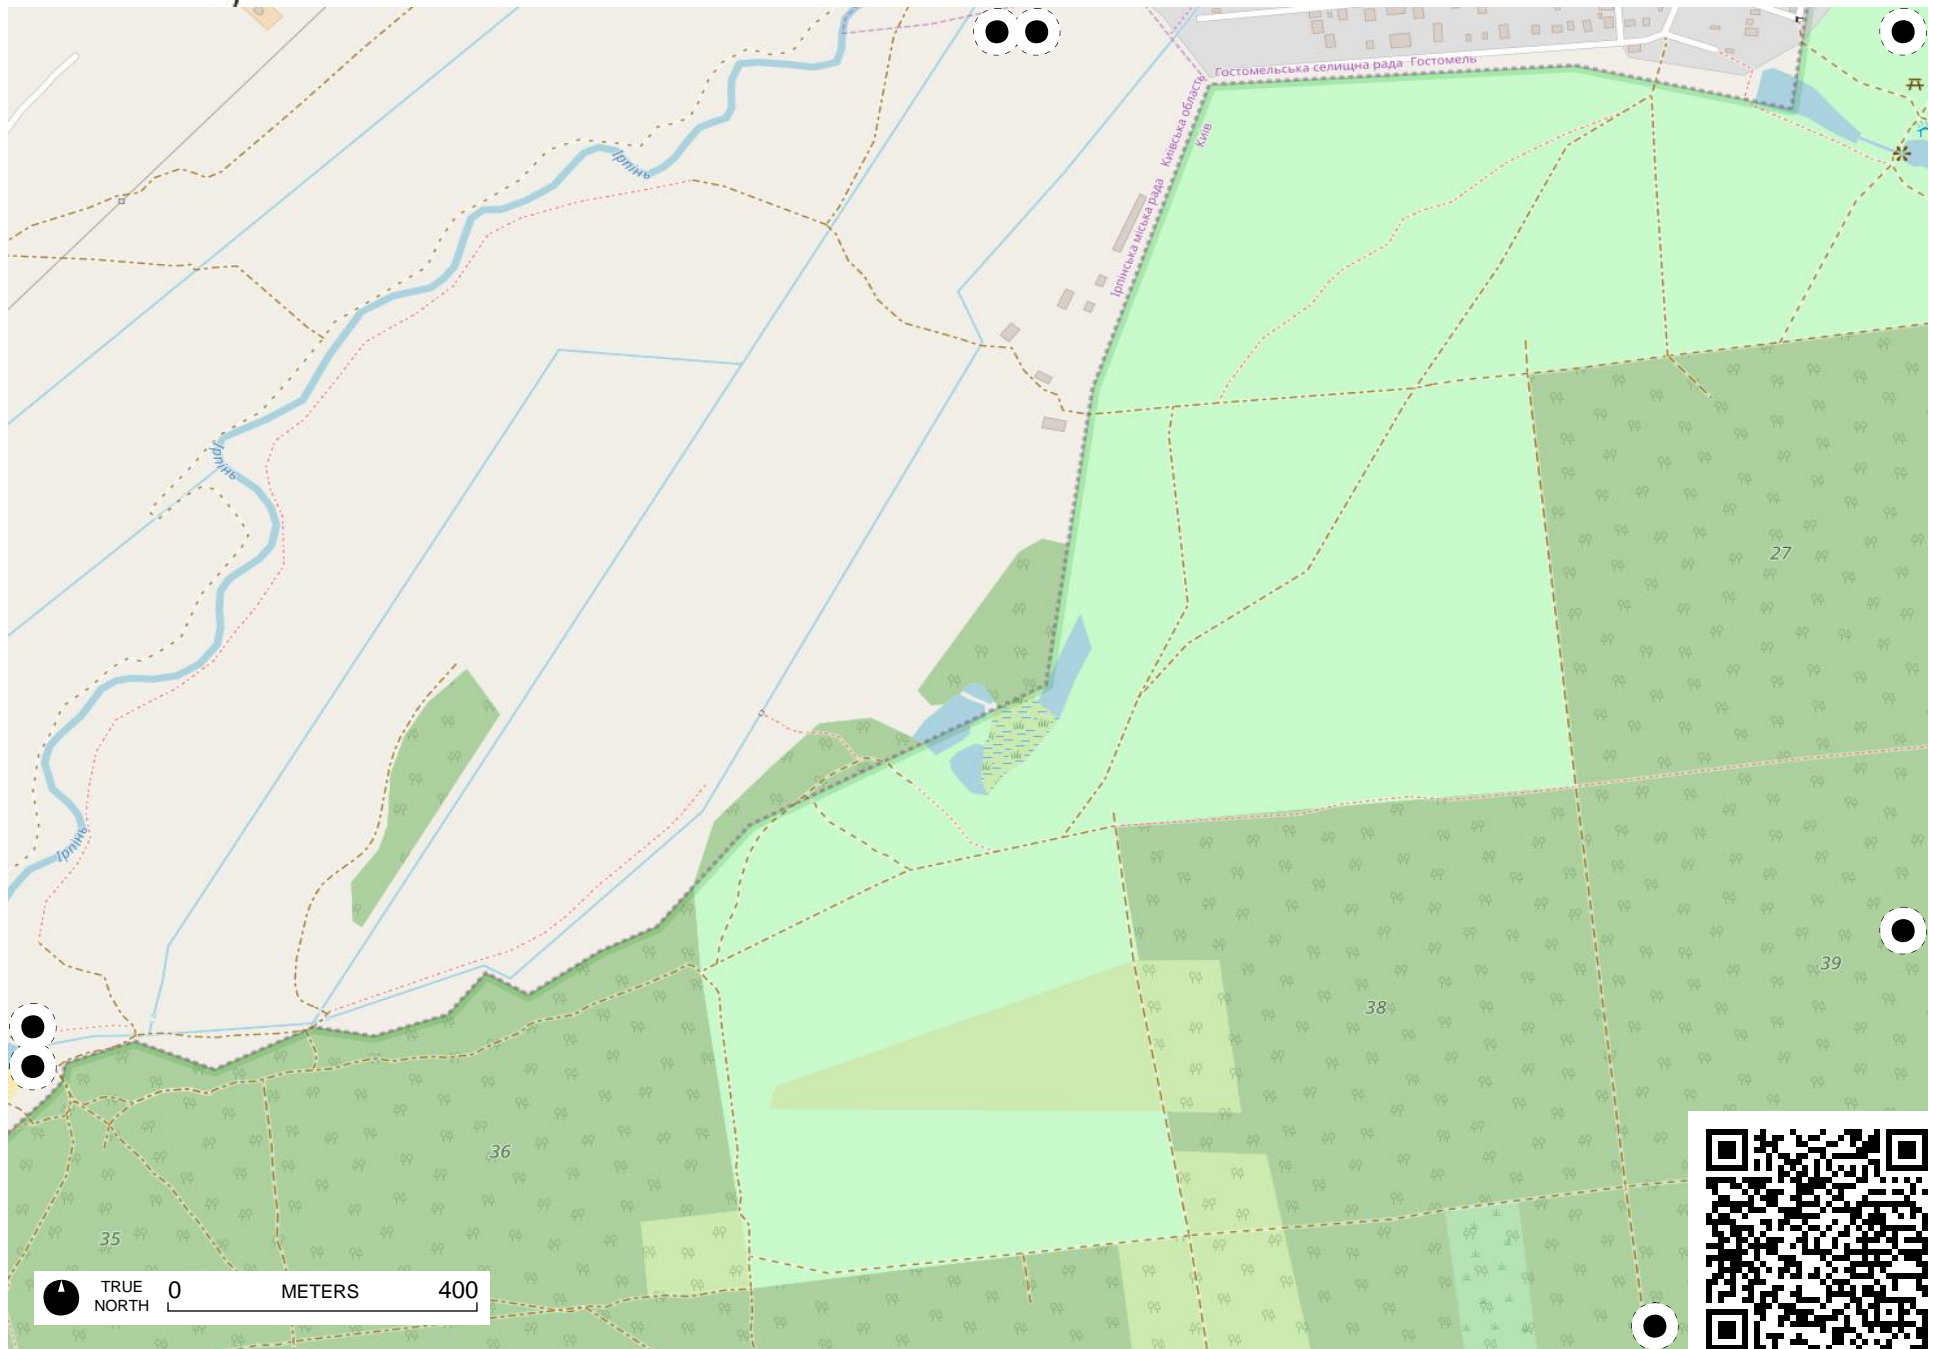 Гостомельська селищна рада Гостомель
Київська область
Київ
Ірпінська міська рада
Ірпінь
Ірпінь
27
Ірпінь
39
38
36
35
TRUE NORTH
0 METERS 400